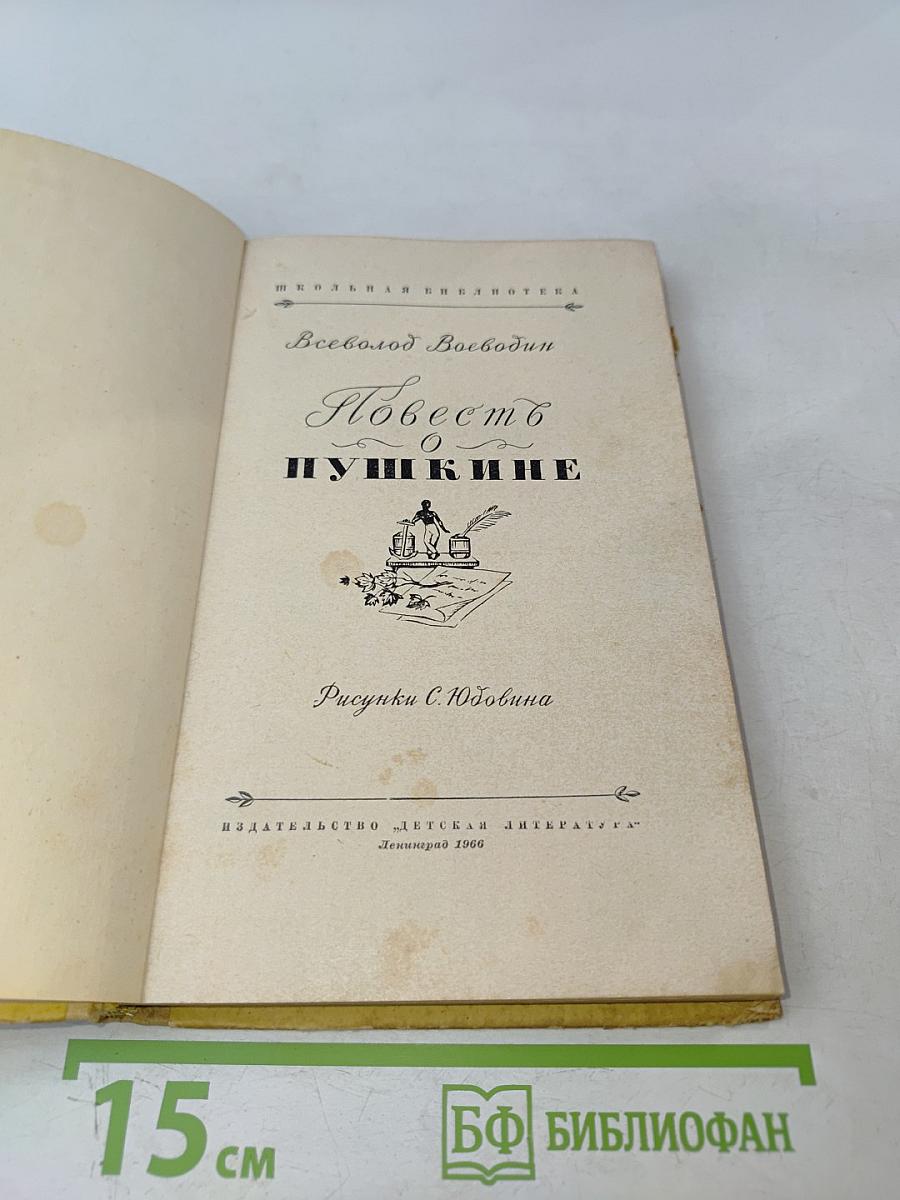 ШКОЛЬНАЯ БИБЛИОТЕКА
Всеволод Воеводин
Повесть
о
ПУШКИНЕ
Рисунки С. Юдовина
ИЗДАТЕЛЬСТВО „ДЕТСКАЯ ЛИТЕРАТУРА“
Ленинград 1966
15 см
БФ БИБЛИОФАН